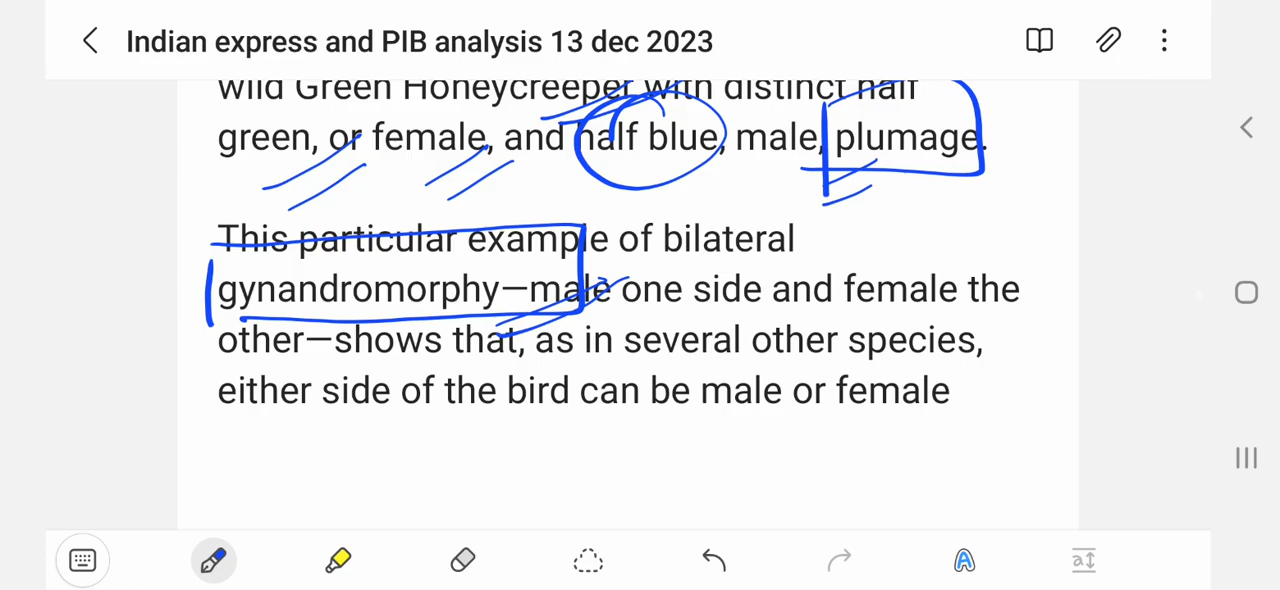 Indian express and PIB analysis 13 dec 2023
wild Green Honeycreeper with distinct half
green, or female, and half blue, male, plumage.
This particular example of bilateral
gynandromorphy—male one side and female the
other—shows that, as in several other species,
either side of the bird can be male or female